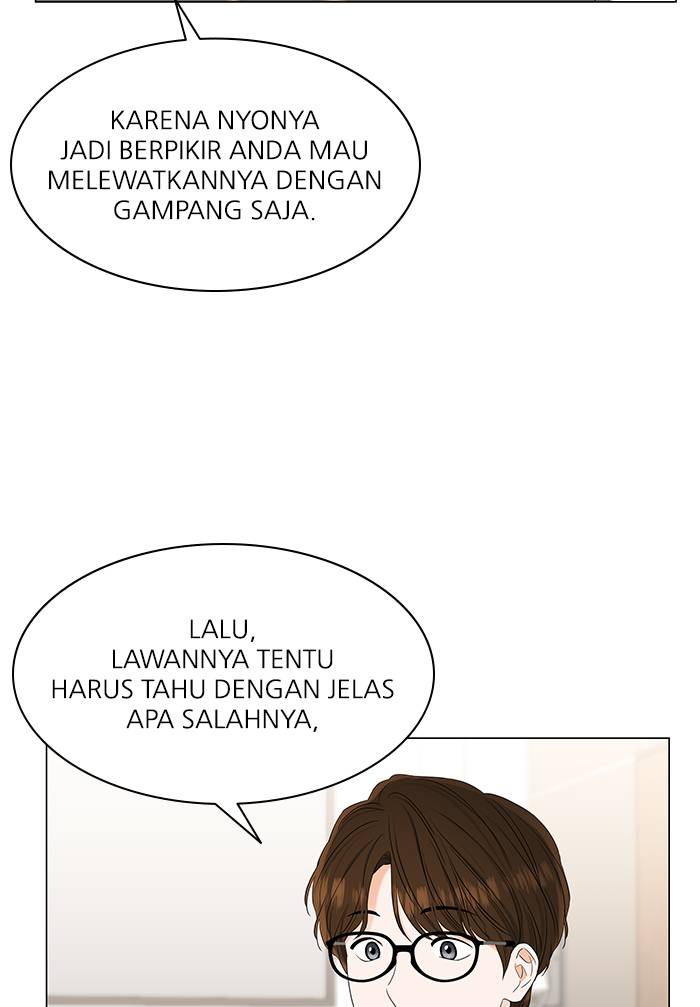 KARENA NYONYA
JADI BERPIKIR ANDA MAU
MELEWATKANNYA DENGAN
GAMPANG SAJA.
LALU,
LAWANNYA TENTU
HARUS TAHU DENGAN JELAS
APA SALAHNYA,